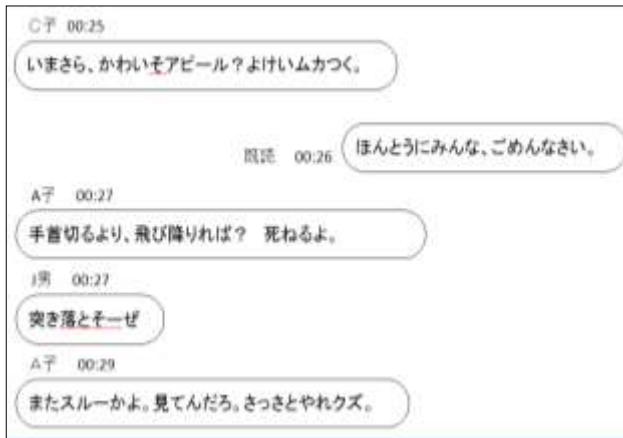 C子 00:25
いまさら、かわいそアピール？よけいムカつく。
既読 00:26 ほんとうにみんな、ごめんなさい。
A子 00:27
手首切るより、飛び降りれば？ 死ねるよ。
J男 00:27
突き落とそーぜ
A子 00:29
またスルーかよ。見てんだろ。さっさとやれクズ。